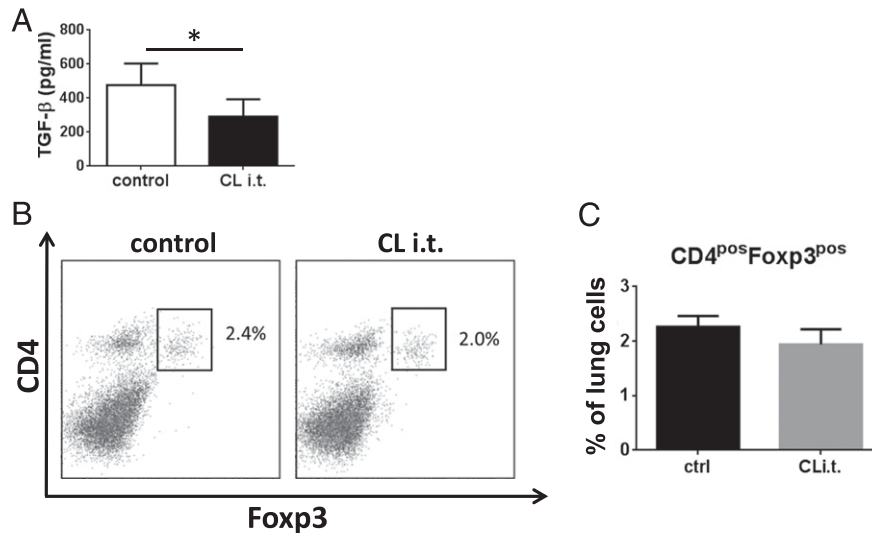 A
TGF-β (pg/ml)
800
600
400
200
0
*
control
CL i.t.
B
control
CL i.t.
CD4
2.4%
2.0%
Foxp3
C
CD4posFoxp3pos
% of lung cells
3
2
1
0
ctrl
CLi.t.